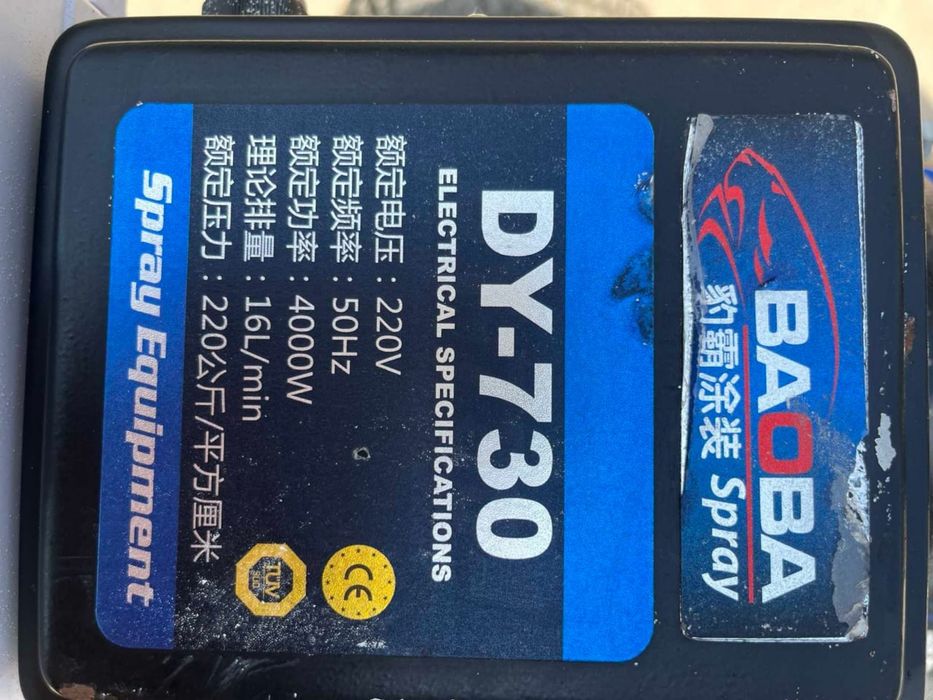 BAOBA
豹霸涂装 Spray
DY-730
ELECTRICAL SPECIFICATIONS
额定电压：220V
额定频率：50Hz
额定功率：4000W
理论排量：16L/min
额定压力：220公斤/平方厘米
CE
TUV
Spray Equipment